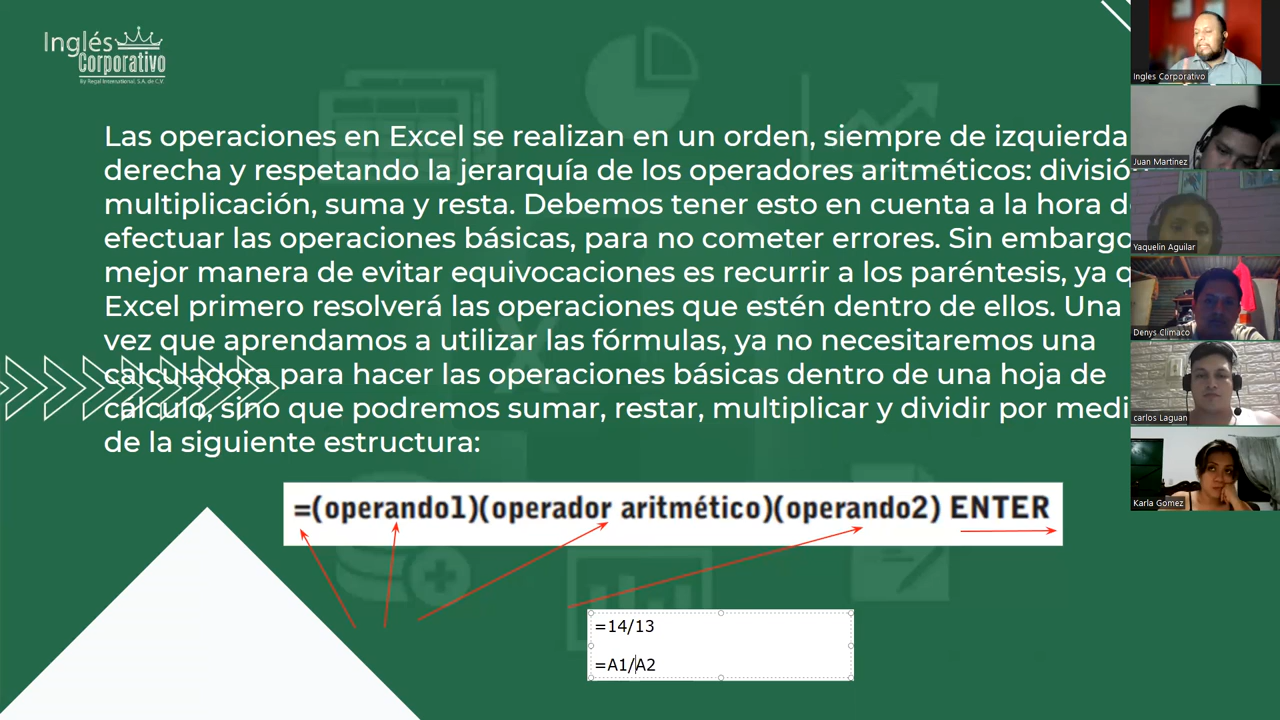 Inglés
Corporativo
By Regal International, S.A. de C.V.
Las operaciones en Excel se realizan en un orden, siempre de izquierda
derecha y respetando la jerarquía de los operadores aritméticos: divisió
multiplicación, suma y resta. Debemos tener esto en cuenta a la hora d
efectuar las operaciones básicas, para no cometer errores. Sin embargo
mejor manera de evitar equivocaciones es recurrir a los paréntesis, ya q
Excel primero resolverá las operaciones que estén dentro de ellos. Una
vez que aprendamos a utilizar las fórmulas, ya no necesitaremos una
calculadora para hacer las operaciones básicas dentro de una hoja de
cálculo, sino que podremos sumar, restar, multiplicar y dividir por medi
de la siguiente estructura:
=(operando1)(operador aritmético)(operando2) ENTER
=14/13
=A1/A2
Ingles Corporativo
Juan Martinez
Yaquelin Aguilar
Denys Climaco
carlos Laguan
Karla Gomez